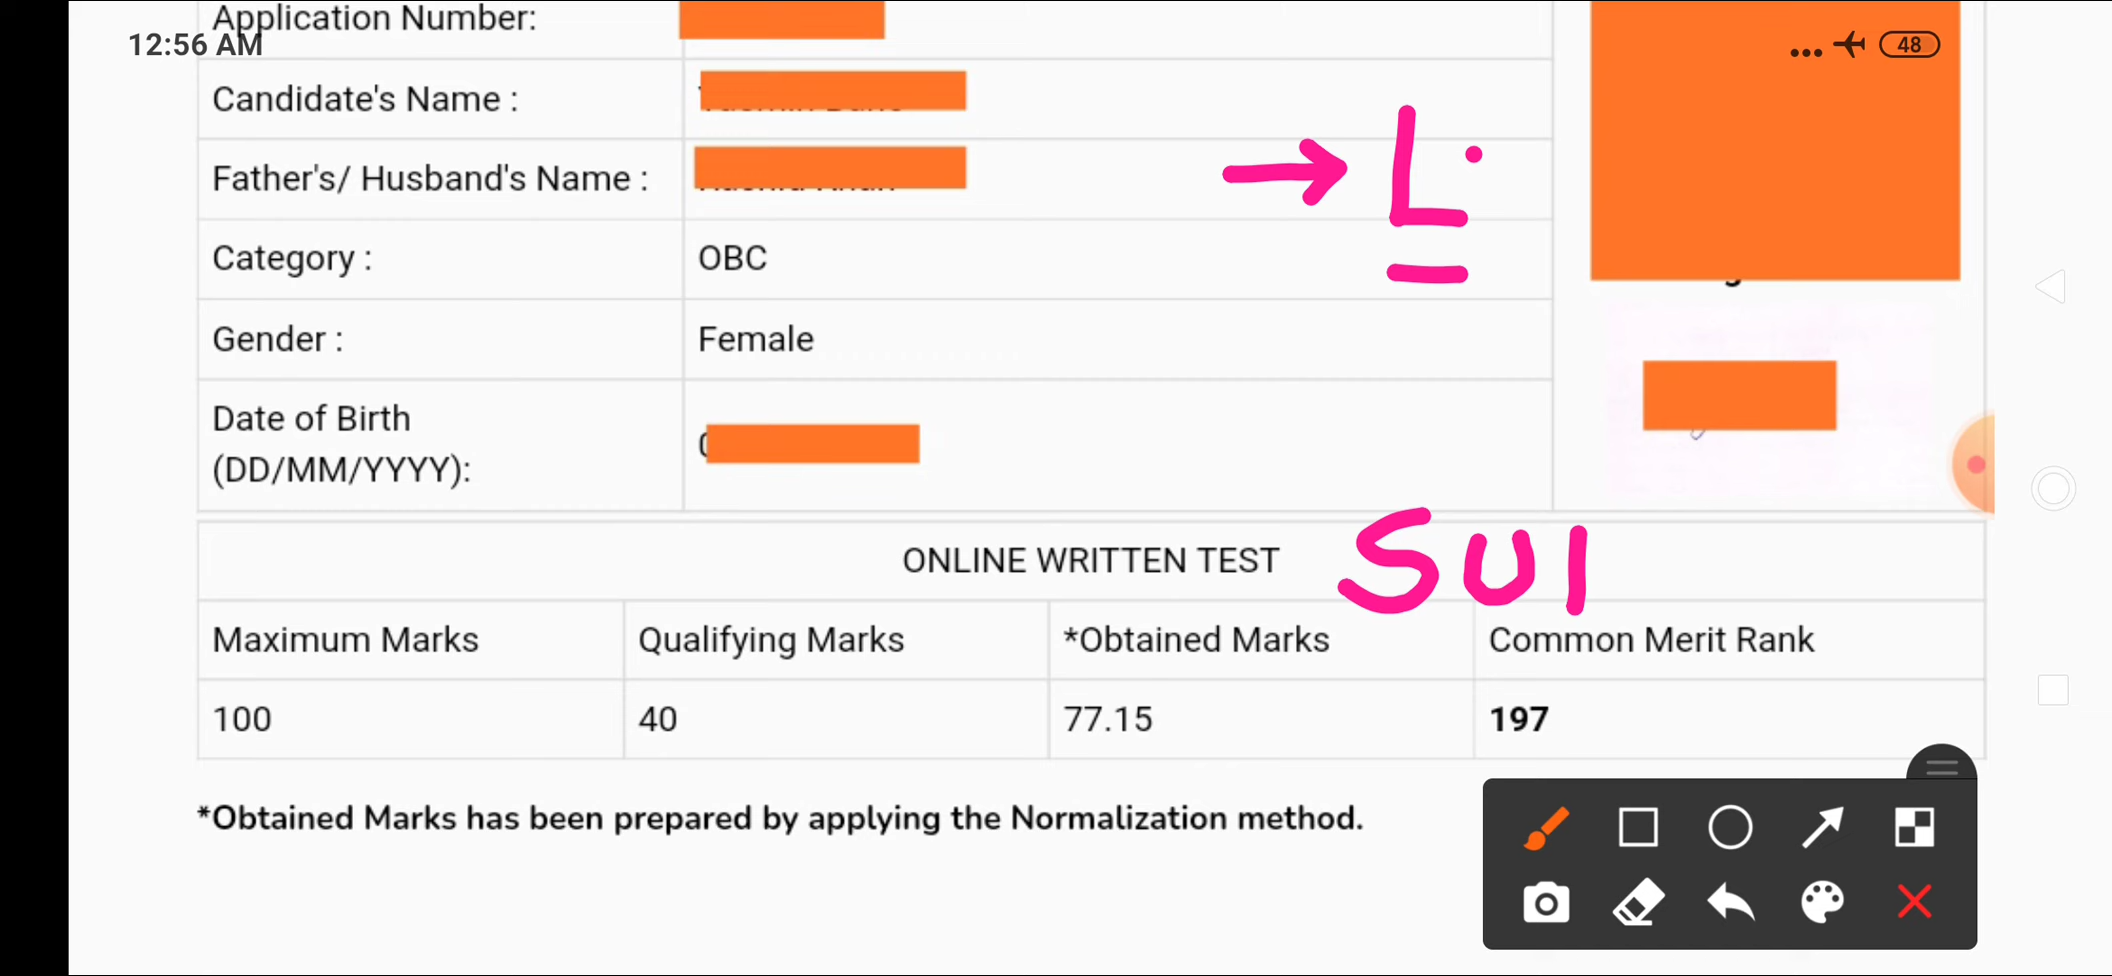 Application Number:
12:56 AM
48
Candidate's Name :
Father's/ Husband's Name :
L
Category :
OBC
Gender :
Female
Date of Birth
(DD/MM/YYYY):
ONLINE WRITTEN TEST
SUI
Maximum Marks
Qualifying Marks
*Obtained Marks
Common Merit Rank
100
40
77.15
197
*Obtained Marks has been prepared by applying the Normalization method.